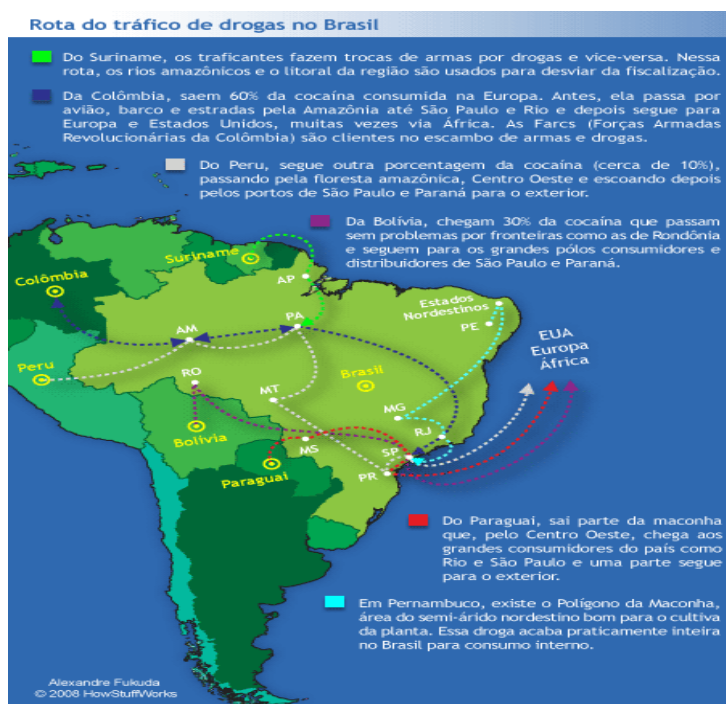 Rota do tráfico de drogas no Brasil
Do Suriname, os traficantes fazem trocas de armas por drogas e vice-versa. Nessa
rota, os rios amazônicos e o litoral da região são usados para desviar da fiscalização.
Da Colômbia, saem 60% da cocaína consumida na Europa. Antes, ela passa por
avião, barco e estradas pela Amazônia até São Paulo e Rio e depois segue para
Europa e Estados Unidos, muitas vezes via África. As Farcs (Forças Armadas
Revolucionárias da Colômbia) são clientes no escambo de armas e drogas.
Do Peru, segue outra porcentagem da cocaína (cerca de 10%),
passando pela floresta amazônica, Centro Oeste e escoando depois
pelos portos de São Paulo e Paraná para o exterior.
Da Bolívia, chegam 30% da cocaína que passam
sem problemas por fronteiras como as de Rondônia
e seguem para os grandes pólos consumidores e
distribuidores de São Paulo e Paraná.
Suriname
Colômbia
AP
Estados
Nordestinos
PA
PE
AM
EUA
Europa
África
Peru
RO
Brasil
MT
MG
Bolívia
RJ
MS
SP
Paraguai
PR
Do Paraguai, sai parte da maconha
que, pelo Centro Oeste, chega aos
grandes consumidores do país como
Rio e São Paulo e uma parte segue
para o exterior.
Em Pernambuco, existe o Polígono da Maconha,
área do semi-árido nordestino bom para o cultiva
da planta. Essa droga acaba praticamente inteira
no Brasil para consumo interno.
Alexandre Fukuda
© 2008 HowStuffWorks